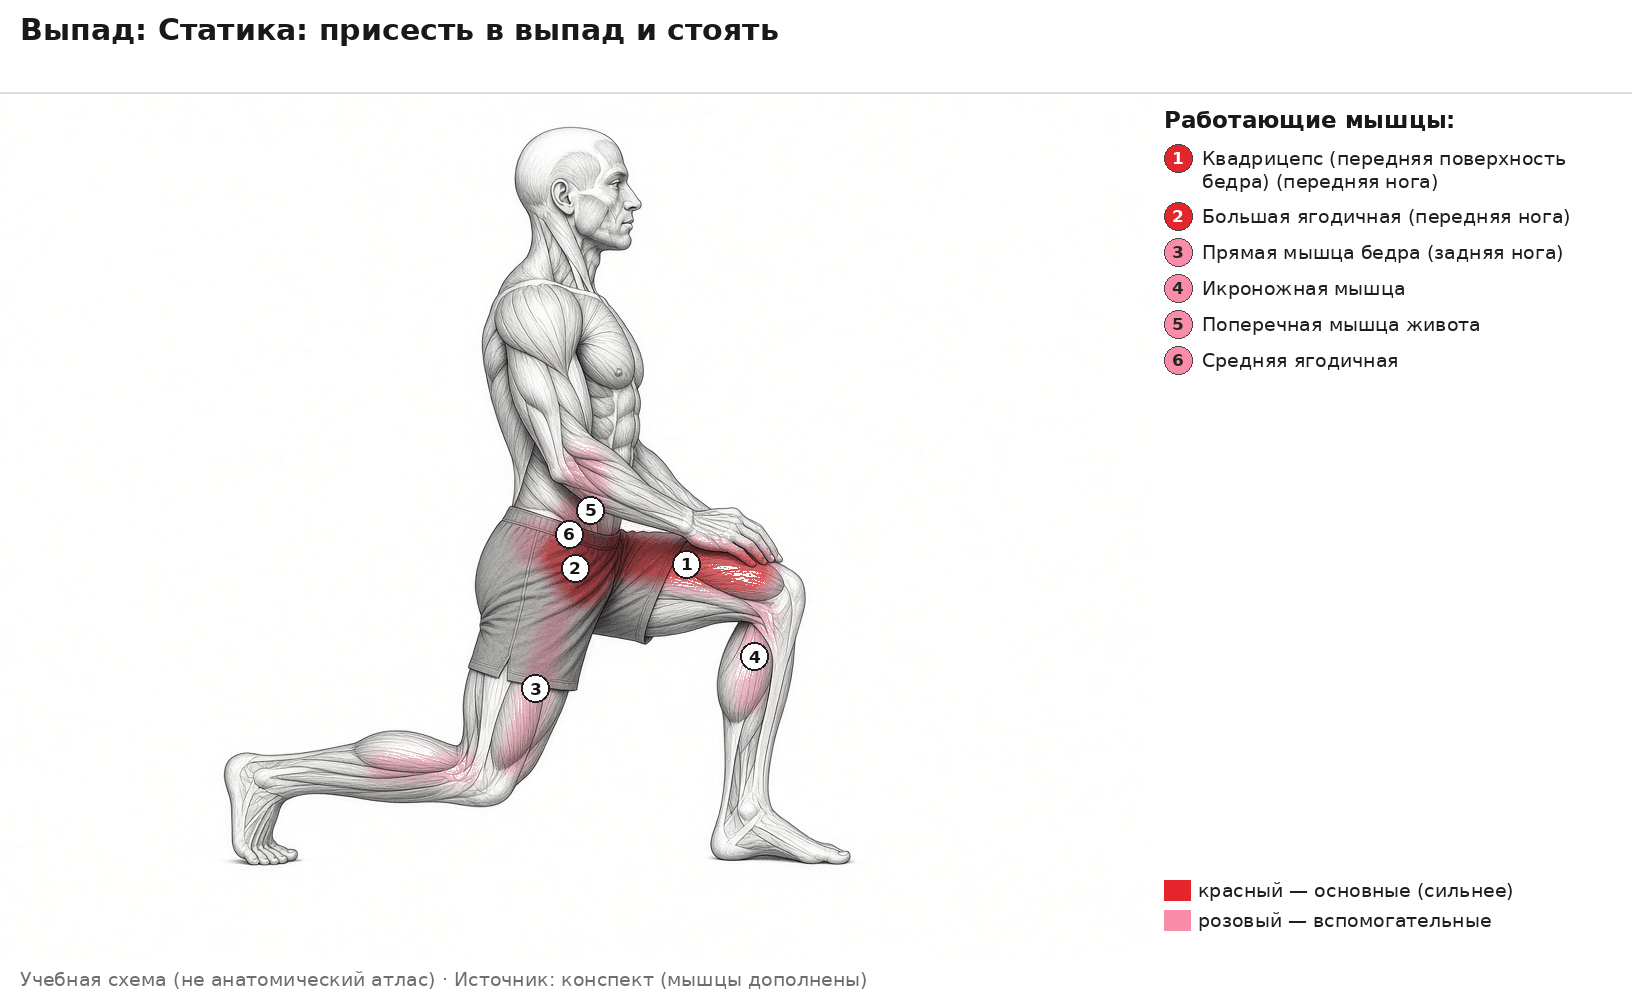 Выпад: Статика: присесть в выпад и стоять
Работающие мышцы:
1 Квадрицепс (передняя поверхность
бедра) (передняя нога)
2 Большая ягодичная (передняя нога)
3 Прямая мышца бедра (задняя нога)
4 Икроножная мышца
5 Поперечная мышца живота
6 Средняя ягодичная
5
6
2
1
4
3
красный — основные (сильнее)
розовый — вспомогательные
Учебная схема (не анатомический атлас) · Источник: конспект (мышцы дополнены)